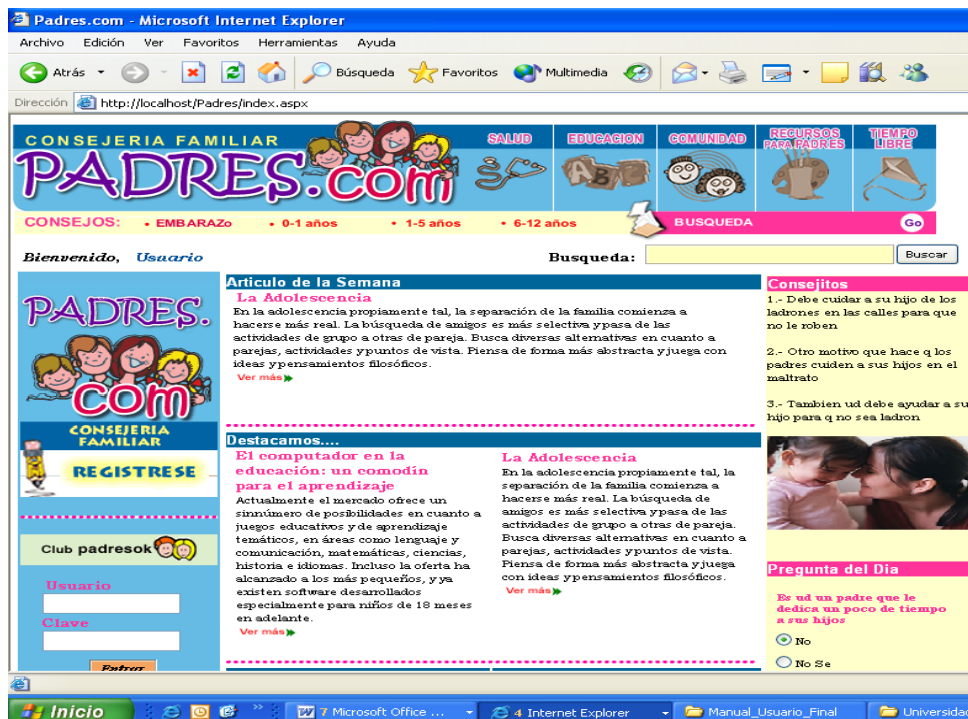 Padres.com - Microsoft Internet Explorer
Archivo Edición Ver Favoritos Herramientas Ayuda
Atrás Búsqueda Favoritos Multimedia
Dirección http://localhost/Padres/index.aspx
CONSEJERIA FAMILIAR
PADRES.com
SALUD EDUCACION COMUNIDAD RECURSOS PARA PADRES TIEMPO LIBRE
CONSEJOS: • EMBARAZo • 0-1 años • 1-5 años • 6-12 años BUSQUEDA Go
Bienvenido, Usuario Busqueda: Buscar
PADRES.
com
CONSEJERIA
FAMILIAR
REGISTRESE
Club padresok
Usuario
Clave
Entrar
Articulo de la Semana
La Adolescencia
En la adolescencia propiamente tal, la separación de la familia comienza a
hacerse más real. La búsqueda de amigos es más selectiva y pasa de las
actividades de grupo a otras de pareja. Busca diversas alternativas en cuanto a
parejas, actividades y puntos de vista. Piensa de forma más abstracta y juega con
ideas y pensamientos filosóficos.
Ver más
Destacamos....
El computador en la
educación: un comodín
para el aprendizaje
Actualmente el mercado ofrece un
sinnúmero de posibilidades en cuanto a
juegos educativos y de aprendizaje
temáticos, en áreas como lenguaje y
comunicación, matemáticas, ciencias,
historia e idiomas. Incluso la oferta ha
alcanzado a los más pequeños, y ya
existen software desarrollados
especialmente para niños de 18 meses
en adelante.
Ver más
La Adolescencia
En la adolescencia propiamente tal, la
separación de la familia comienza a
hacerse más real. La búsqueda de
amigos es más selectiva y pasa de las
actividades de grupo a otras de pareja.
Busca diversas alternativas en cuanto a
parejas, actividades y puntos de vista.
Piensa de forma más abstracta y juega
con ideas y pensamientos filosóficos.
Ver más
Consejitos
1.- Debe cuidar a su hijo de los
ladrones en las calles para que
no le roben
2.- Otro motivo que hace q los
padres cuiden a sus hijos en el
maltrato
3.- Tambien ud debe ayudar a su
hijo para q no sea ladron
Pregunta del Dia
Es ud un padre que le
dedica un poco de tiempo
a sus hijos
No
No Se
Inicio 7 Microsoft Office ... 4 Internet Explorer Manual_Usuario_Final Universidad